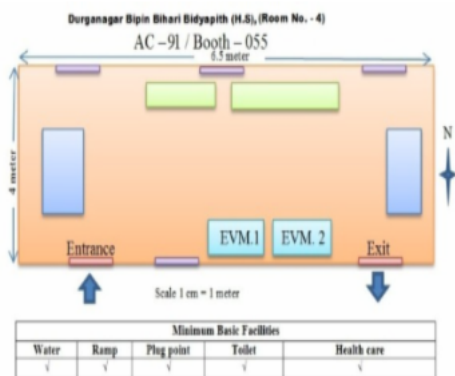 Durganagar Bipin Bihari Bidyapith (H.S), (Room No. - 4)
AC –91 / Booth – 055
6.5 meter
4 meter
N
EVM.1 EVM. 2
Entrance Exit
Scale 1 cm = 1 meter
Minimum Basic Facilities
Water Ramp Plug point Toilet Health care
√ √ √ √ √